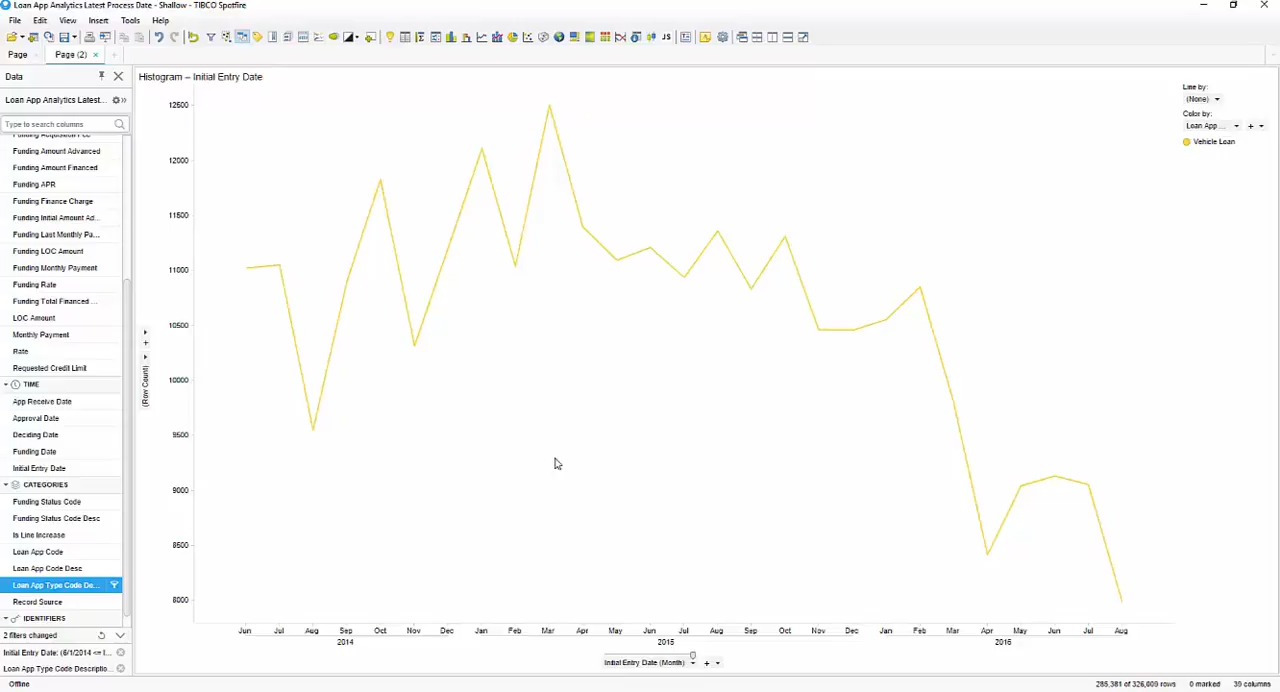 Loan App Analytics Latest Process Date - Shallow - TIBCO Spotfire
File Edit View Insert Tools Help
JS
Page
Page (2) × +
Data
Loan App Analytics Latest...
Type to search columns
Funding Acquisition Fee
Funding Amount Advanced
Funding Amount Financed
Funding APR
Funding Finance Charge
Funding Initial Amount Ad...
Funding Last Monthly Pa...
Funding LOC Amount
Funding Monthly Payment
Funding Rate
Funding Total Financed ...
LOC Amount
Monthly Payment
Rate
Requested Credit Limit
TIME
App Receive Date
Approval Date
Deciding Date
Funding Date
Initial Entry Date
CATEGORIES
Funding Status Code
Funding Status Code Desc
Is Line Increase
Loan App Code
Loan App Code Desc
Loan App Type Code De...
Record Source
IDENTIFIERS
2 filters changed
Initial Entry Date: (6/1/2014 <= I...
Loan App Type Code Descriptio...
Offline
Histogram – Initial Entry Date
(Row Count)
12500
12000
11500
11000
10500
10000
9500
9000
8500
8000
Jun Jul Aug Sep Oct Nov Dec Jan Feb Mar Apr May Jun Jul Aug Sep Oct Nov Dec Jan Feb Mar Apr May Jun Jul Aug
2014 2015 2016
Initial Entry Date (Month)
Line by:
(None)
Color by:
Loan App ...
Vehicle Loan
285,381 of 326,009 rows 0 marked 39 columns